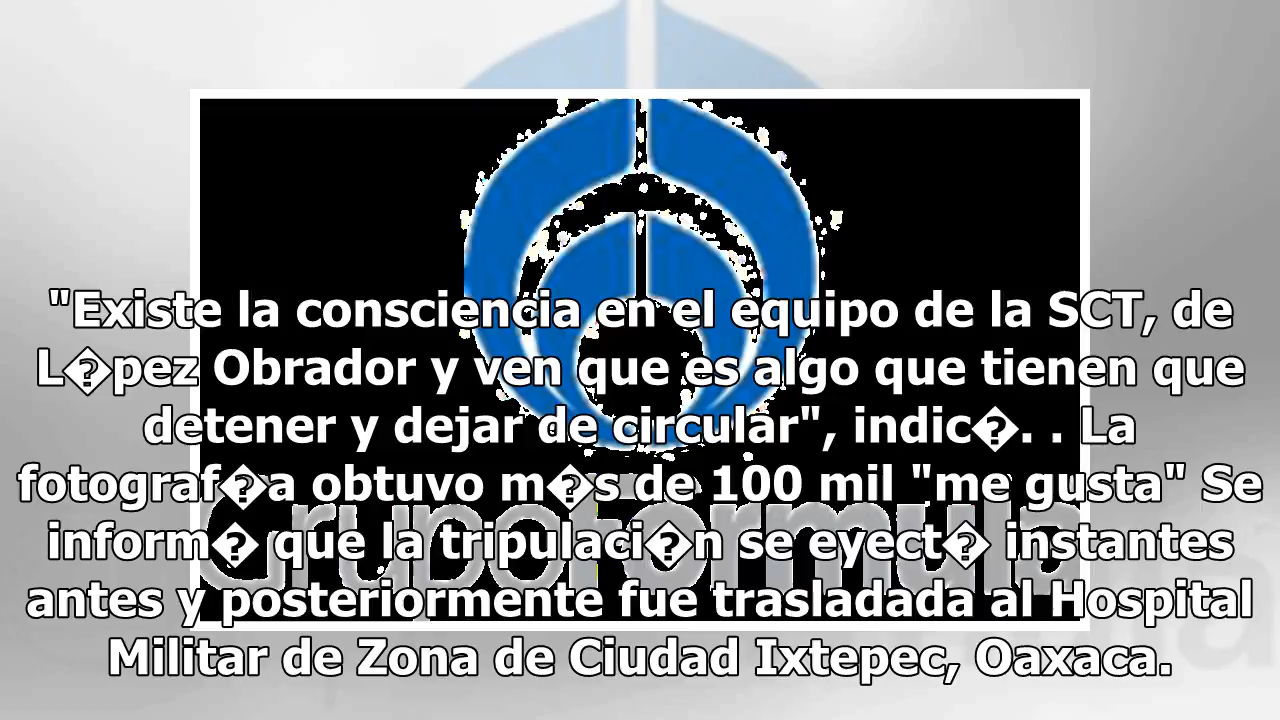 "Existe la consciencia en el equipo de la SCT, de
L�pez Obrador y ven que es algo que tienen que
detener y dejar de circular", indic�. . La
fotograf�a obtuvo m�s de 100 mil "me gusta" Se
inform� que la tripulaci�n se eyect� instantes
antes y posteriormente fue trasladada al Hospital
Militar de Zona de Ciudad Ixtepec, Oaxaca.
GrupoFormula